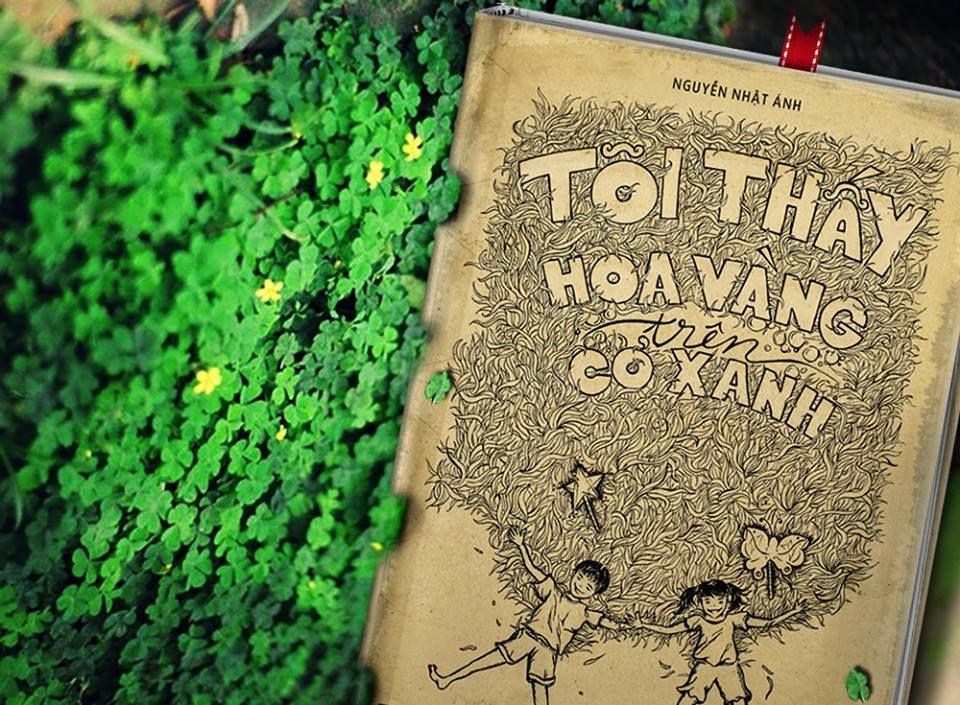 NGUYỄN NHẬT ÁNH
TÔI THẤY
HOA VÀNG
trên
CỎ XANH